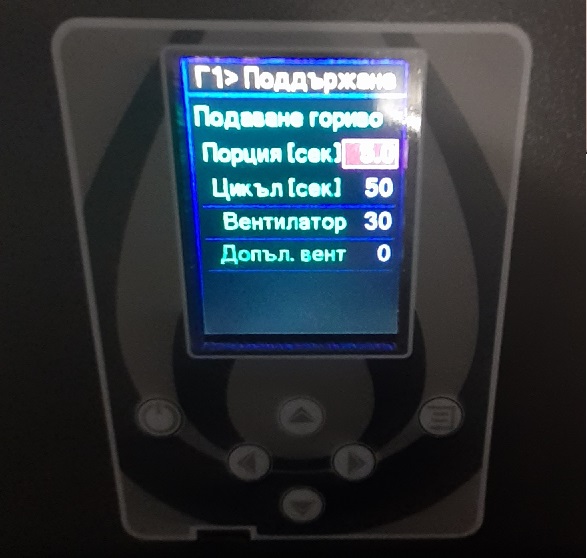 Г1> Поддържане
Подаване гориво
Порция [сек]
Цикъл [сек] 50
Вентилатор 30
Допъл. вент 0